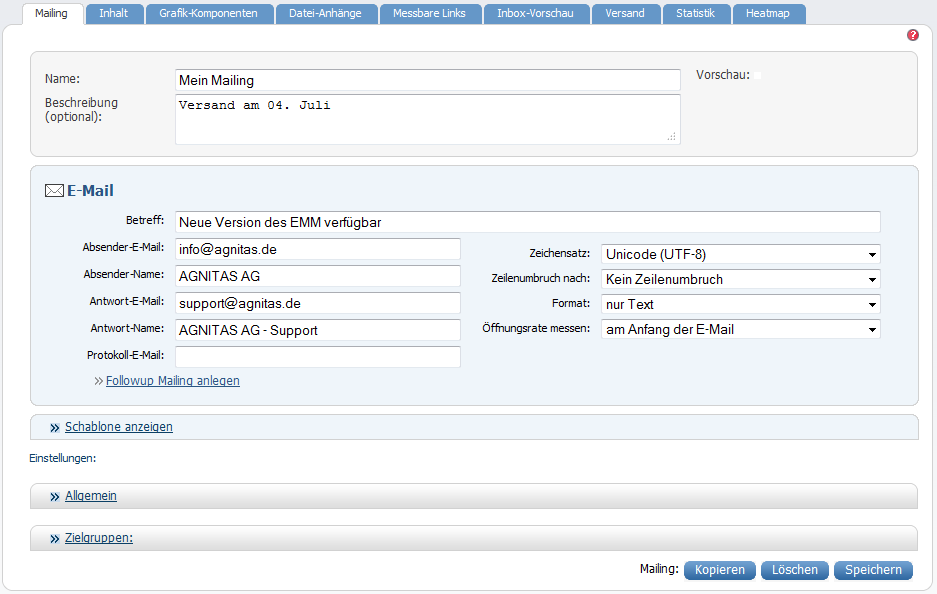 Mailing Inhalt Grafik-Komponenten Datei-Anhänge Messbare Links Inbox-Vorschau Versand Statistik Heatmap
?
Name: Mein Mailing Vorschau:
Beschreibung (optional): Versand am 04. Juli
E-Mail
Betreff: Neue Version des EMM verfügbar
Absender-E-Mail: info@agnitas.de
Absender-Name: AGNITAS AG
Antwort-E-Mail: support@agnitas.de
Antwort-Name: AGNITAS AG - Support
Protokoll-E-Mail:
Zeichensatz: Unicode (UTF-8)
Zeilenumbruch nach: Kein Zeilenumbruch
Format: nur Text
Öffnungsrate messen: am Anfang der E-Mail
» Followup Mailing anlegen
» Schablone anzeigen
Einstellungen:
» Allgemein
» Zielgruppen:
Mailing: Kopieren Löschen Speichern